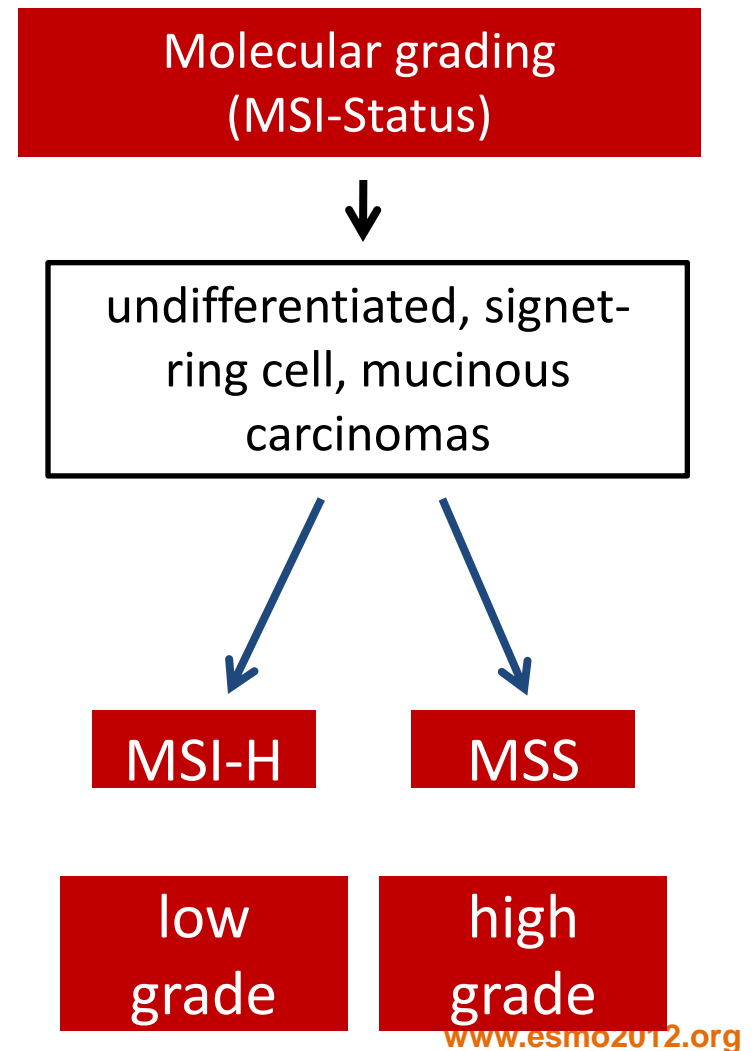 Molecular grading
(MSI-Status)
undifferentiated, signet-
ring cell, mucinous
carcinomas
MSI-H
MSS
low
grade
high
grade
www.esmo2012.org